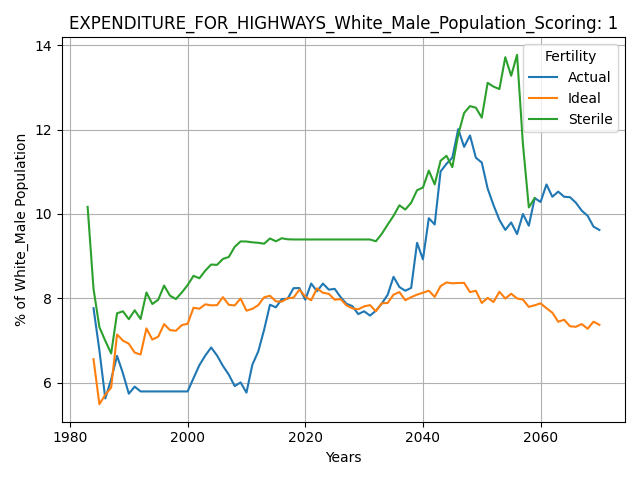 EXPENDITURE_FOR_HIGHWAYS_White_Male_Population_Scoring: 1
Fertility
Actual
Ideal
Sterile
% of White_Male Population
14
12
10
8
6
1980 2000 2020 2040 2060
Years